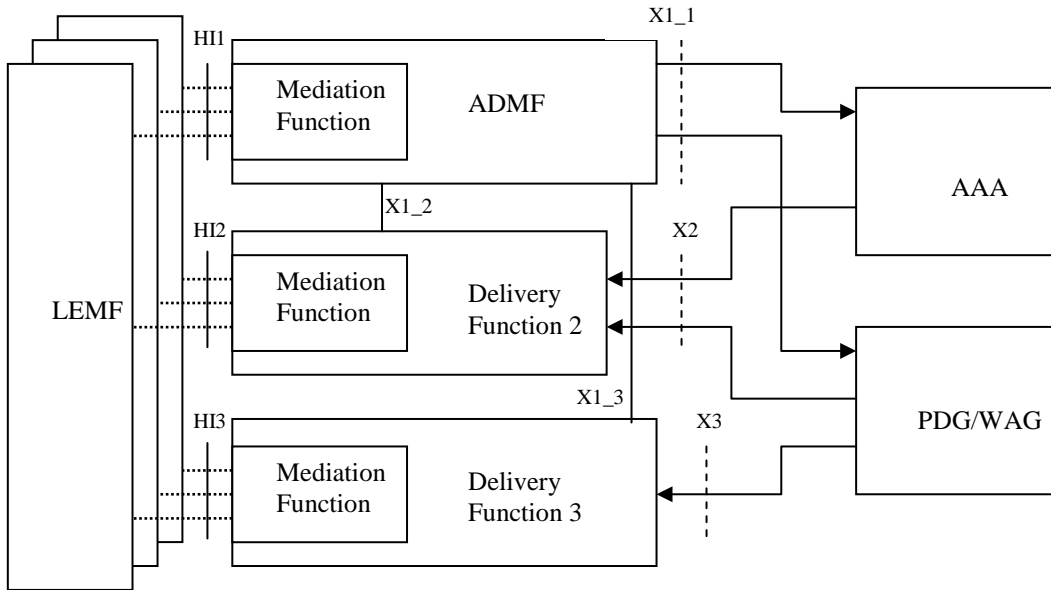 X1_1
HI1
Mediation
Function
ADMF
AAA
X1_2
HI2
X2
Mediation
Function
Delivery
Function 2
LEMF
X1_3
HI3
X3
PDG/WAG
Mediation
Function
Delivery
Function 3